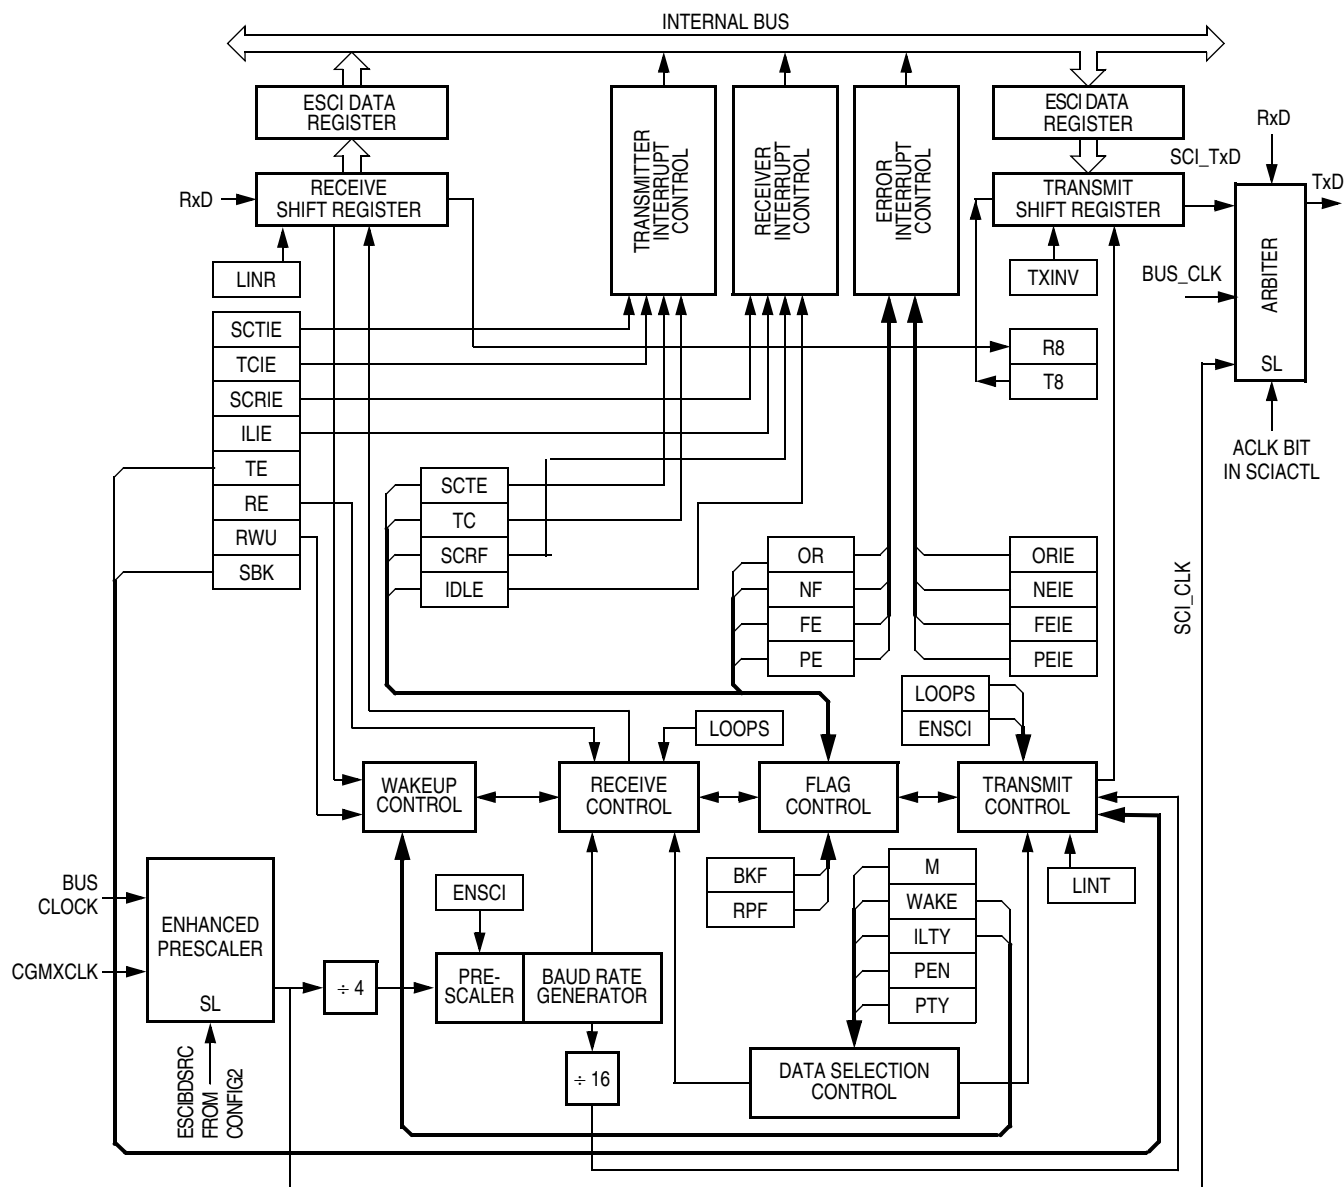 INTERNAL BUS
ESCI DATA
REGISTER
ESCI DATA
REGISTER
RxD
RECEIVE
SHIFT REGISTER
TRANSMITTER
INTERRUPT
CONTROL
RECEIVER
INTERRUPT
CONTROL
ERROR
INTERRUPT
CONTROL
TRANSMIT
SHIFT REGISTER
SCI_TxD
RxD
TxD
ARBITER
SL
BUS_CLK
ACLK BIT
IN SCIACTL
LINR
TXINV
SCTIE
TCIE
SCRIE
ILIE
TE
RE
RWU
SBK
R8
T8
SCTE
TC
SCRF
IDLE
OR
NF
FE
PE
ORIE
NEIE
FEIE
PEIE
SCI_CLK
LOOPS
LOOPS
ENSCI
WAKEUP
CONTROL
RECEIVE
CONTROL
FLAG
CONTROL
TRANSMIT
CONTROL
BKF
RPF
M
WAKE
ILTY
PEN
PTY
LINT
BUS
CLOCK
CGMXCLK
ENHANCED
PRESCALER
SL
ESCIBDSRC
FROM
CONFIG2
÷ 4
ENSCI
PRE-
SCALER
BAUD RATE
GENERATOR
÷ 16
DATA SELECTION
CONTROL